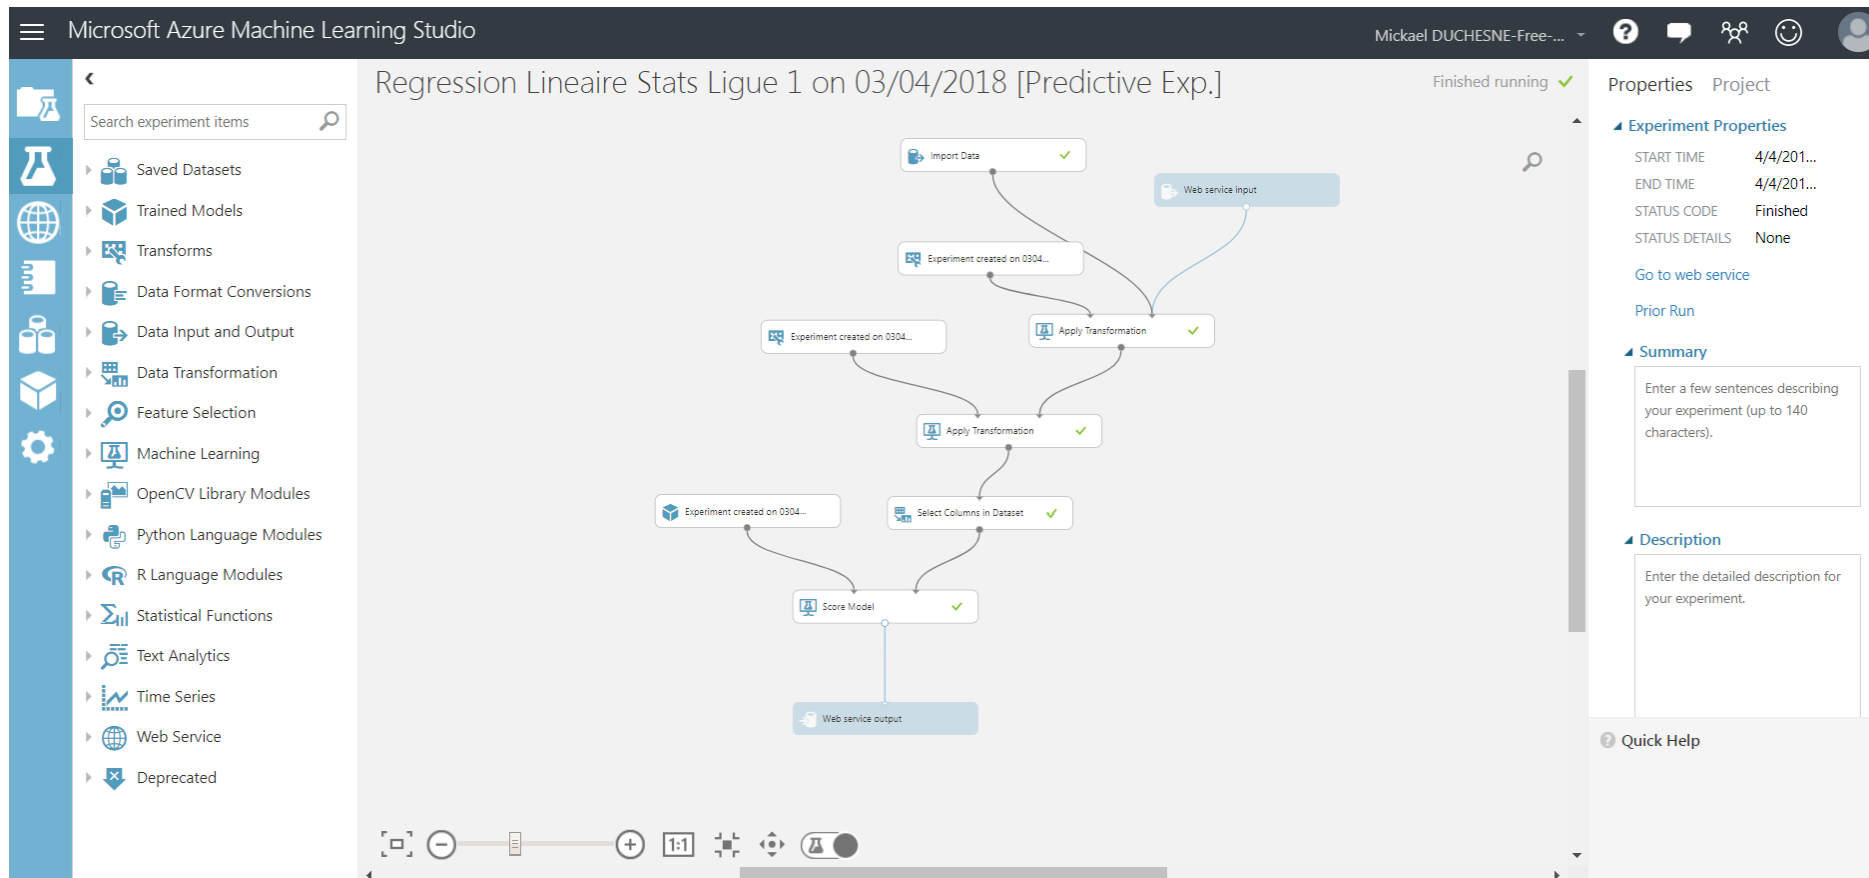 Microsoft Azure Machine Learning Studio
Mickael DUCHESNE-Free-...
Search experiment items
Saved Datasets
Trained Models
Transforms
Data Format Conversions
Data Input and Output
Data Transformation
Feature Selection
Machine Learning
OpenCV Library Modules
Python Language Modules
R Language Modules
Statistical Functions
Text Analytics
Time Series
Web Service
Deprecated
Regression Lineaire Stats Ligue 1 on 03/04/2018 [Predictive Exp.]
Finished running
Import Data
Web service input
Experiment created on 0304...
Apply Transformation
Experiment created on 0304...
Apply Transformation
Experiment created on 0304...
Select Columns in Dataset
Score Model
Web service output
1:1
Properties Project
Experiment Properties
START TIME 4/4/201...
END TIME 4/4/201...
STATUS CODE Finished
STATUS DETAILS None
Go to web service
Prior Run
Summary
Enter a few sentences describing
your experiment (up to 140
characters).
Description
Enter the detailed description for
your experiment.
Quick Help